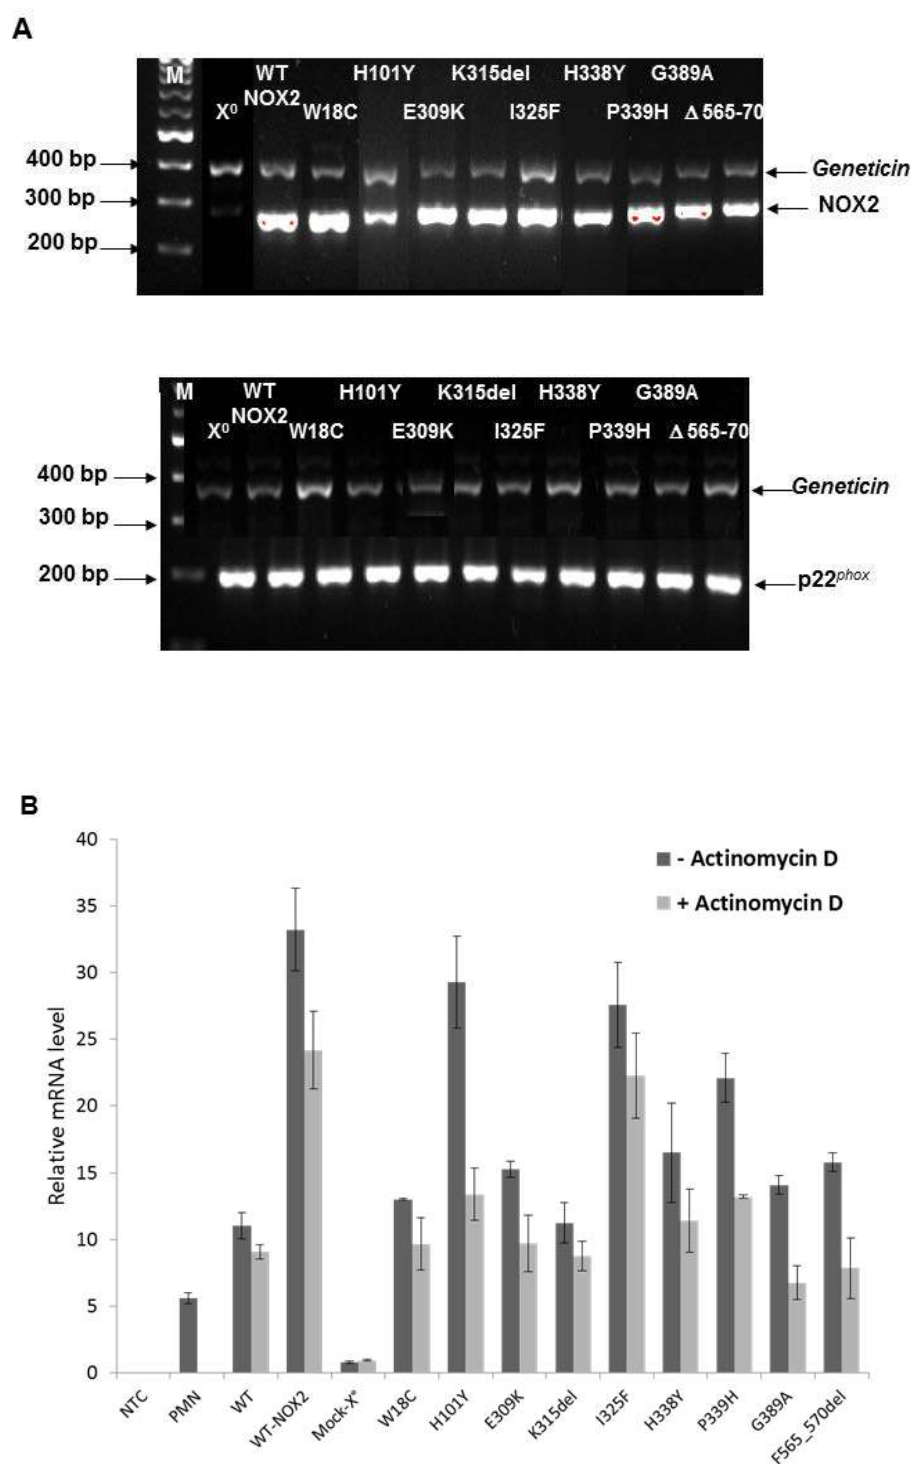 A
M WT H101Y K315del H338Y G389A
NOX2
X⁰ W18C E309K I325F P339H Δ 565-70
400 bp Geneticin
300 bp NOX2
200 bp
M WT H101Y K315del H338Y G389A
NOX2
X⁰ W18C E309K I325F P339H Δ 565-70
400 bp Geneticin
300 bp
200 bp p22phox
B
40
- Actinomycin D
35
+ Actinomycin D
30
25
20
15
10
5
0
Relative mRNA level
NTC PMN WT WT-NOX2 Mock-X° W18C H101Y E309K K315del I325F H338Y P339H G389A F565_570del